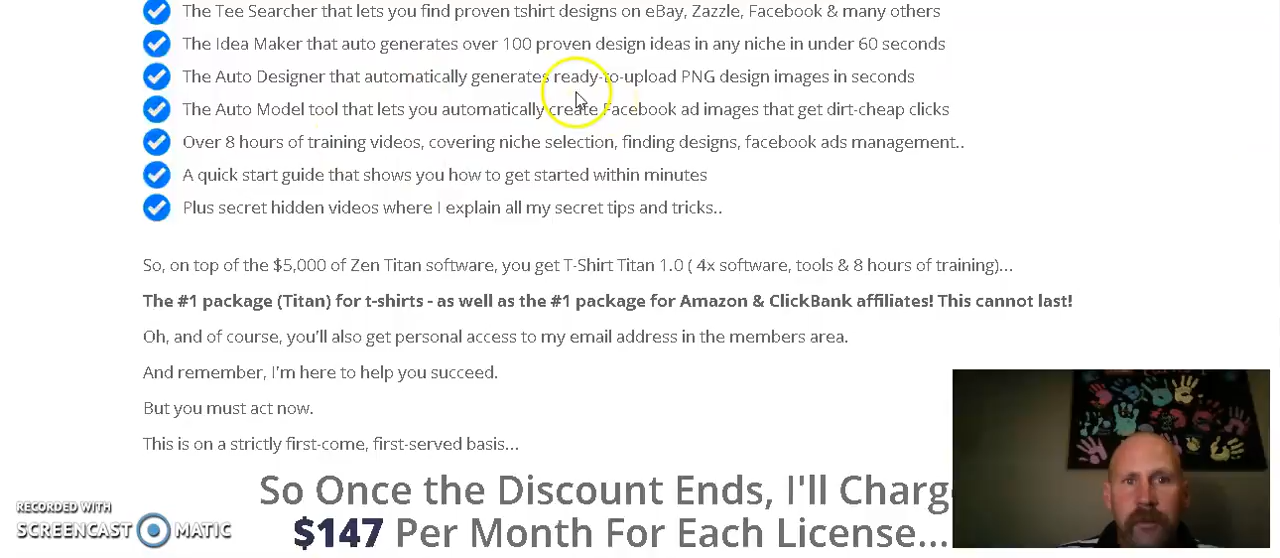 The Tee Searcher that lets you find proven tshirt designs on eBay, Zazzle, Facebook & many others
The Idea Maker that auto generates over 100 proven design ideas in any niche in under 60 seconds
The Auto Designer that automatically generates ready-to-upload PNG design images in seconds
The Auto Model tool that lets you automatically create Facebook ad images that get dirt-cheap clicks
Over 8 hours of training videos, covering niche selection, finding designs, facebook ads management..
A quick start guide that shows you how to get started within minutes
Plus secret hidden videos where I explain all my secret tips and tricks..
So, on top of the $5,000 of Zen Titan software, you get T-Shirt Titan 1.0 ( 4x software, tools & 8 hours of training)...
The #1 package (Titan) for t-shirts - as well as the #1 package for Amazon & ClickBank affiliates! This cannot last!
Oh, and of course, you’ll also get personal access to my email address in the members area.
And remember, I’m here to help you succeed.
But you must act now.
This is on a strictly first-come, first-served basis...
So Once the Discount Ends, I'll Charg
$147 Per Month For Each License...
RECORDED WITH
SCREENCAST MATIC